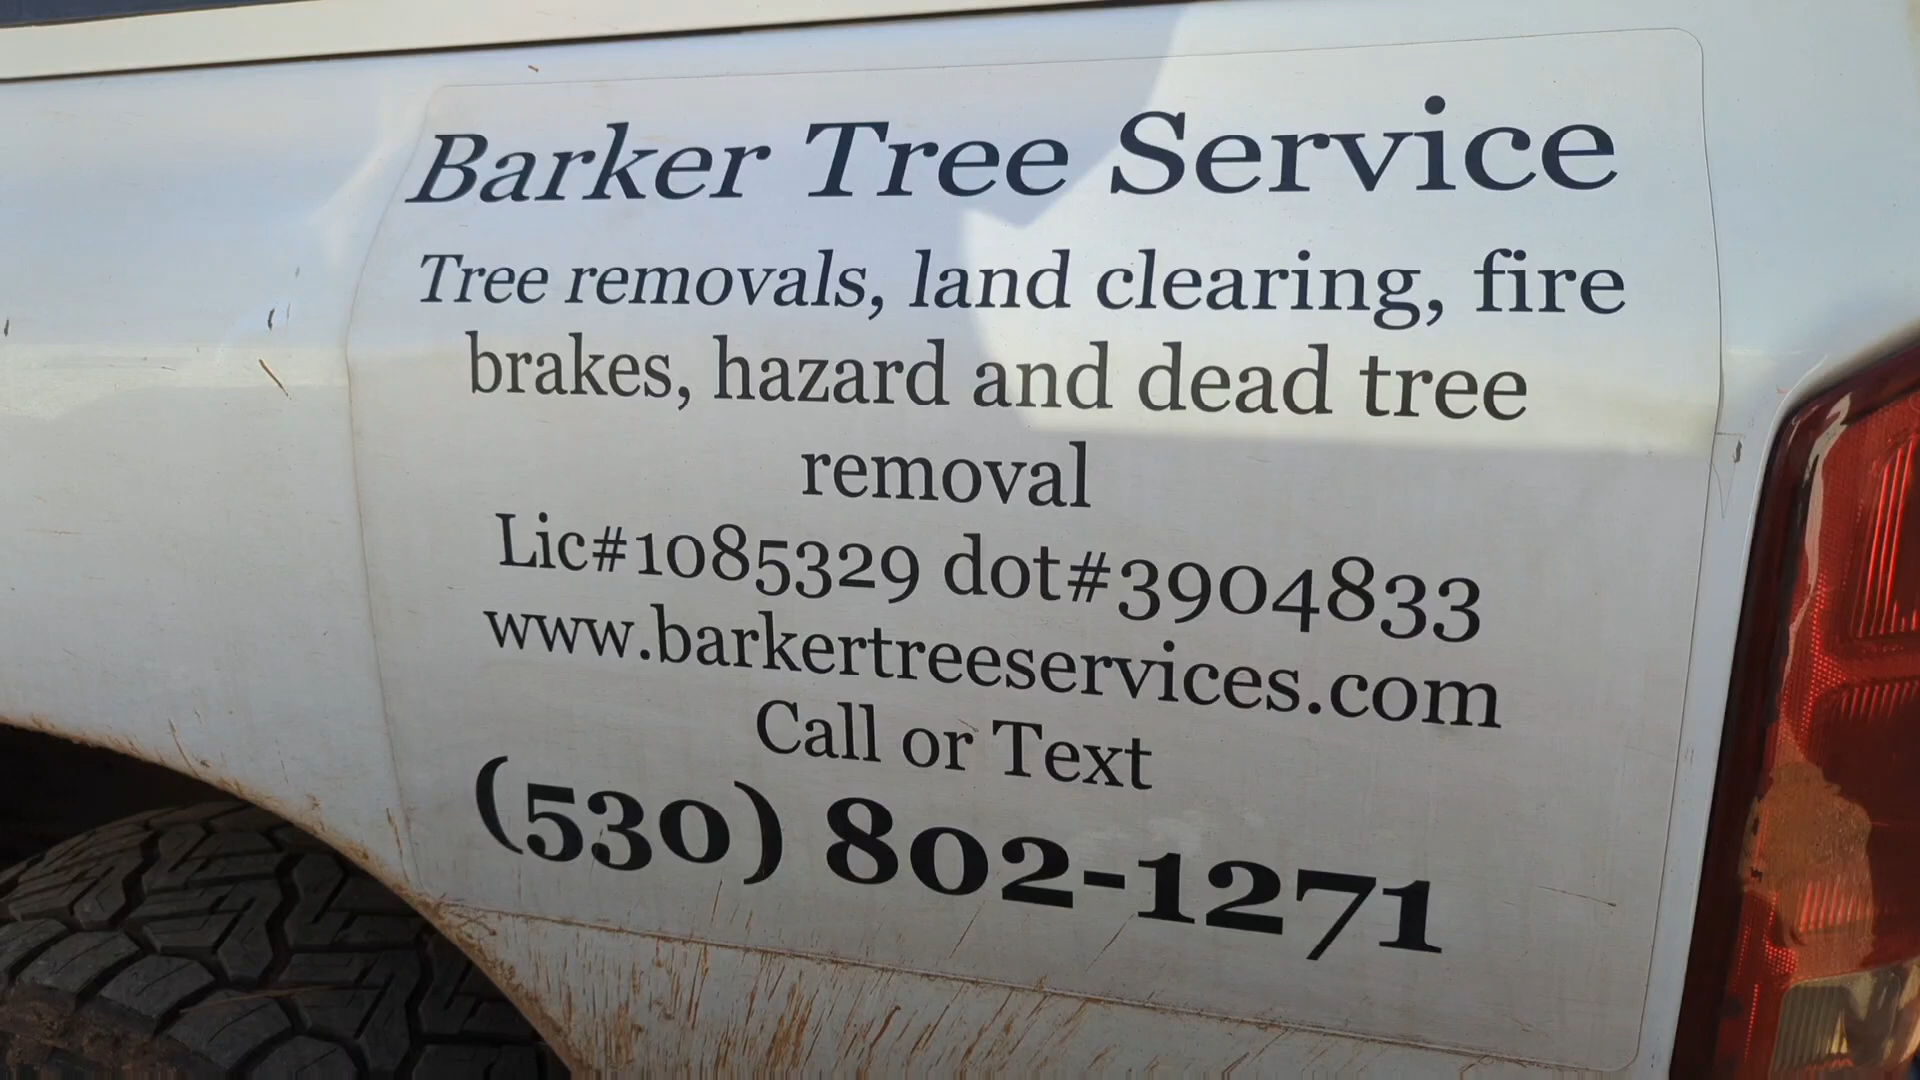 Barker Tree Service
Tree removals, land clearing, fire
brakes, hazard and dead tree
removal
Lic#1085329 dot#3904833
www.barkertreeservices.com
Call or Text
(530) 802-1271